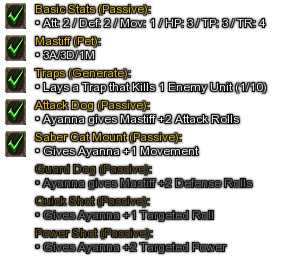 Basic Stats (Passive):
• Att: 2 / Def: 2 / Mov: 1 / HP: 3 / TP: 3 / TR: 4
Mastiff (Pet):
• 3A/3D/1M
Traps (Generate):
• Lays a Trap that Kills 1 Enemy Unit (1/10)
Attack Dog (Passive):
• Ayanna gives Mastiff +2 Attack Rolls
Saber Cat Mount (Passive):
• Gives Ayanna +1 Movement
Guard Dog (Passive):
• Ayanna gives Mastiff +2 Defense Rolls
Quick Shot (Passive):
• Gives Ayanna +1 Targeted Roll
Power Shot (Passive):
• Gives Ayanna +2 Targeted Power